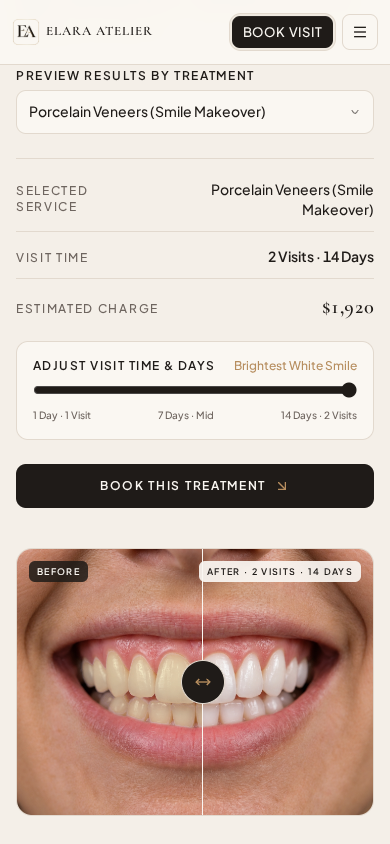 EA ELARA ATELIER
BOOK VISIT
PREVIEW RESULTS BY TREATMENT
Porcelain Veneers (Smile Makeover)
SELECTED
SERVICE
Porcelain Veneers (Smile
Makeover)
VISIT TIME
2 Visits · 14 Days
ESTIMATED CHARGE
$1,920
ADJUST VISIT TIME & DAYS
Brightest White Smile
1 Day · 1 Visit
7 Days · Mid
14 Days · 2 Visits
BOOK THIS TREATMENT
BEFORE
AFTER · 2 VISITS · 14 DAYS